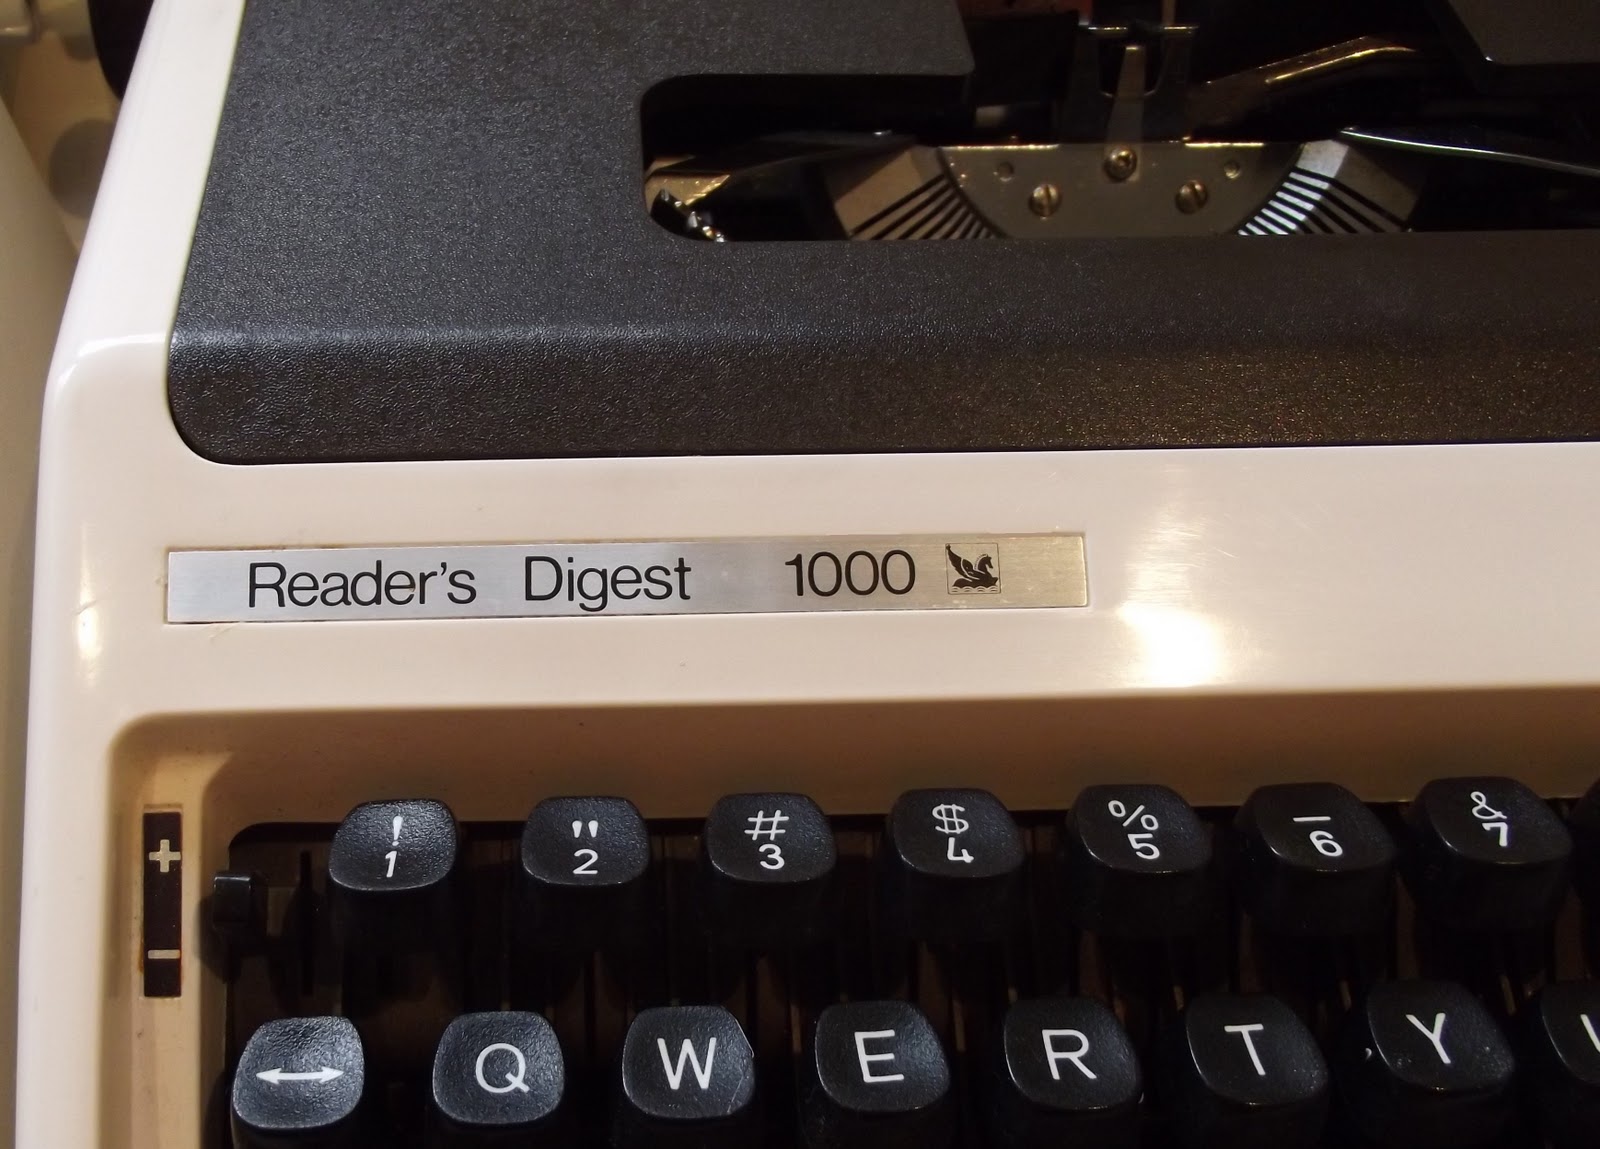 Reader's Digest 1000
+
! " # $ % _ &
1 2 3 4 5 6 7
−
↔ Q W E R T Y